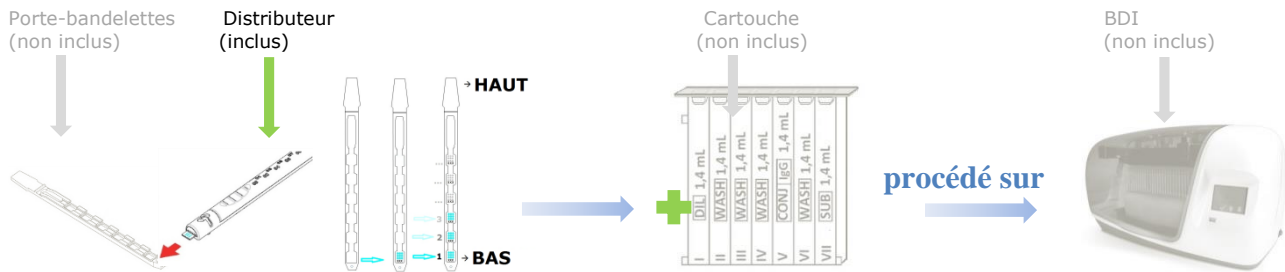 Porte-bandelettes
(non inclus)
Distributeur
(inclus)
Cartouche
(non inclus)
BDI
(non inclus)
HAUT
3
2
1
BAS
I DIL 1,4 mL
II WASH 1,4 mL
III WASH 1,4 mL
IV WASH 1,4 mL
V CONJ IgG 1,4 mL
VI WASH 1,4 mL
VII SUB 1,4 mL
procédé sur